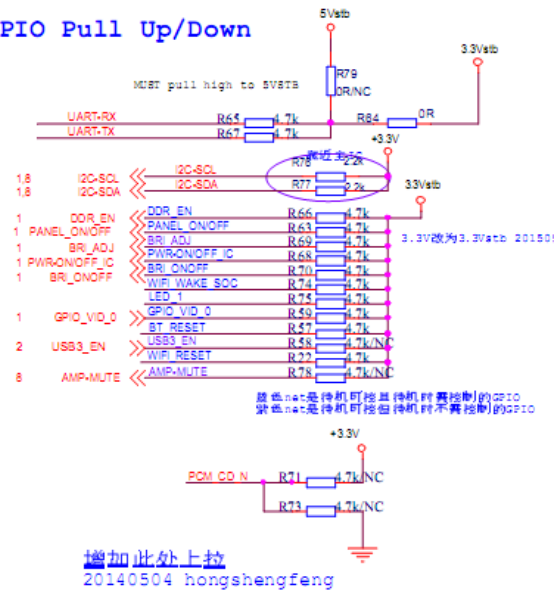 PIO Pull Up/Down
5Vstb
3.3Vstb
R79
0R/NC
MUST pull high to 5VSTB
UART-RX R65 4.7k R64 0R
UART-TX R67 4.7k
+3.3V
靠近主IC
1,6 I2C-SCL I2C-SCL R76 2.2k
1,6 I2C-SDA I2C-SDA R77 2.2k
3.3Vstb
1 DDR_EN DDR_EN R66 4.7k
1 PANEL_ON/OFF PANEL_ON/OFF R63 4.7k
1 BRI_ADJ BRI_ADJ R69 4.7k
3.3V改为3.3Vstb 201505
1 PWR-ON/OFF_IC PWR-ON/OFF_IC R68 4.7k
1 BRI_ONOFF BRI_ONOFF R70 4.7k
WIFI_WAKE_SOC R74 4.7k
LED_1 R75 4.7k
1 GPIO_VID_0 GPIO_VID_0 R59 4.7k
BT_RESET R57 4.7k
2 USB3_EN USB3_EN R58 4.7k/NC
WIFI_RESET R22 4.7k
6 AMP-MUTE AMP-MUTE R78 4.7k/NC
蓝色net是待机可控且待机时需控制的GPIO
紫色net是待机可控但待机时不需控制的GPIO
+3.3V
PCM_CD_N R71 4.7k/NC
R73 4.7k/NC
增加此处上拉
20140504 hongshengfeng